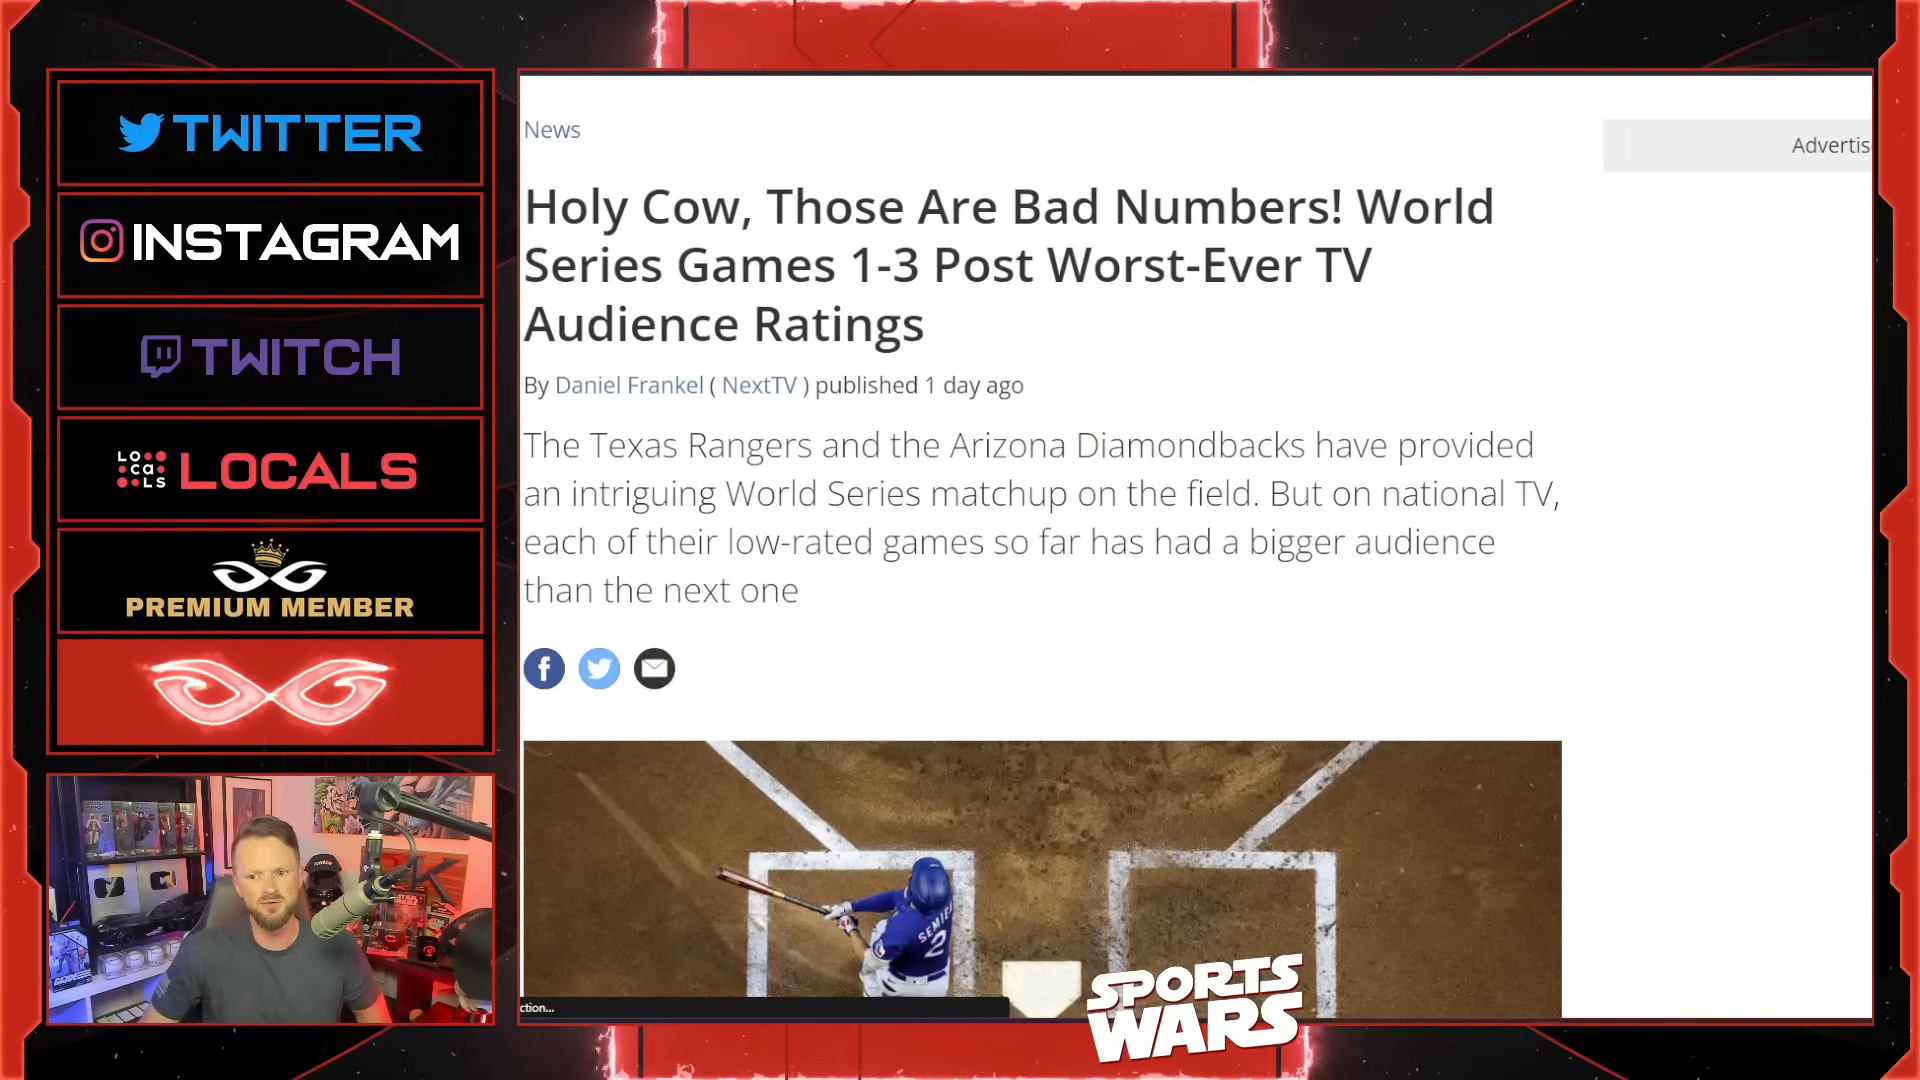 TWITTER
INSTAGRAM
TWITCH
LOCALS
LOCALS
PREMIUM MEMBER
News
Advertis
Holy Cow, Those Are Bad Numbers! World
Series Games 1-3 Post Worst-Ever TV
Audience Ratings
By Daniel Frankel ( NextTV ) published 1 day ago
The Texas Rangers and the Arizona Diamondbacks have provided
an intriguing World Series matchup on the field. But on national TV,
each of their low-rated games so far has had a bigger audience
than the next one
SEMIE
2
ction...
SPORTS
WARS